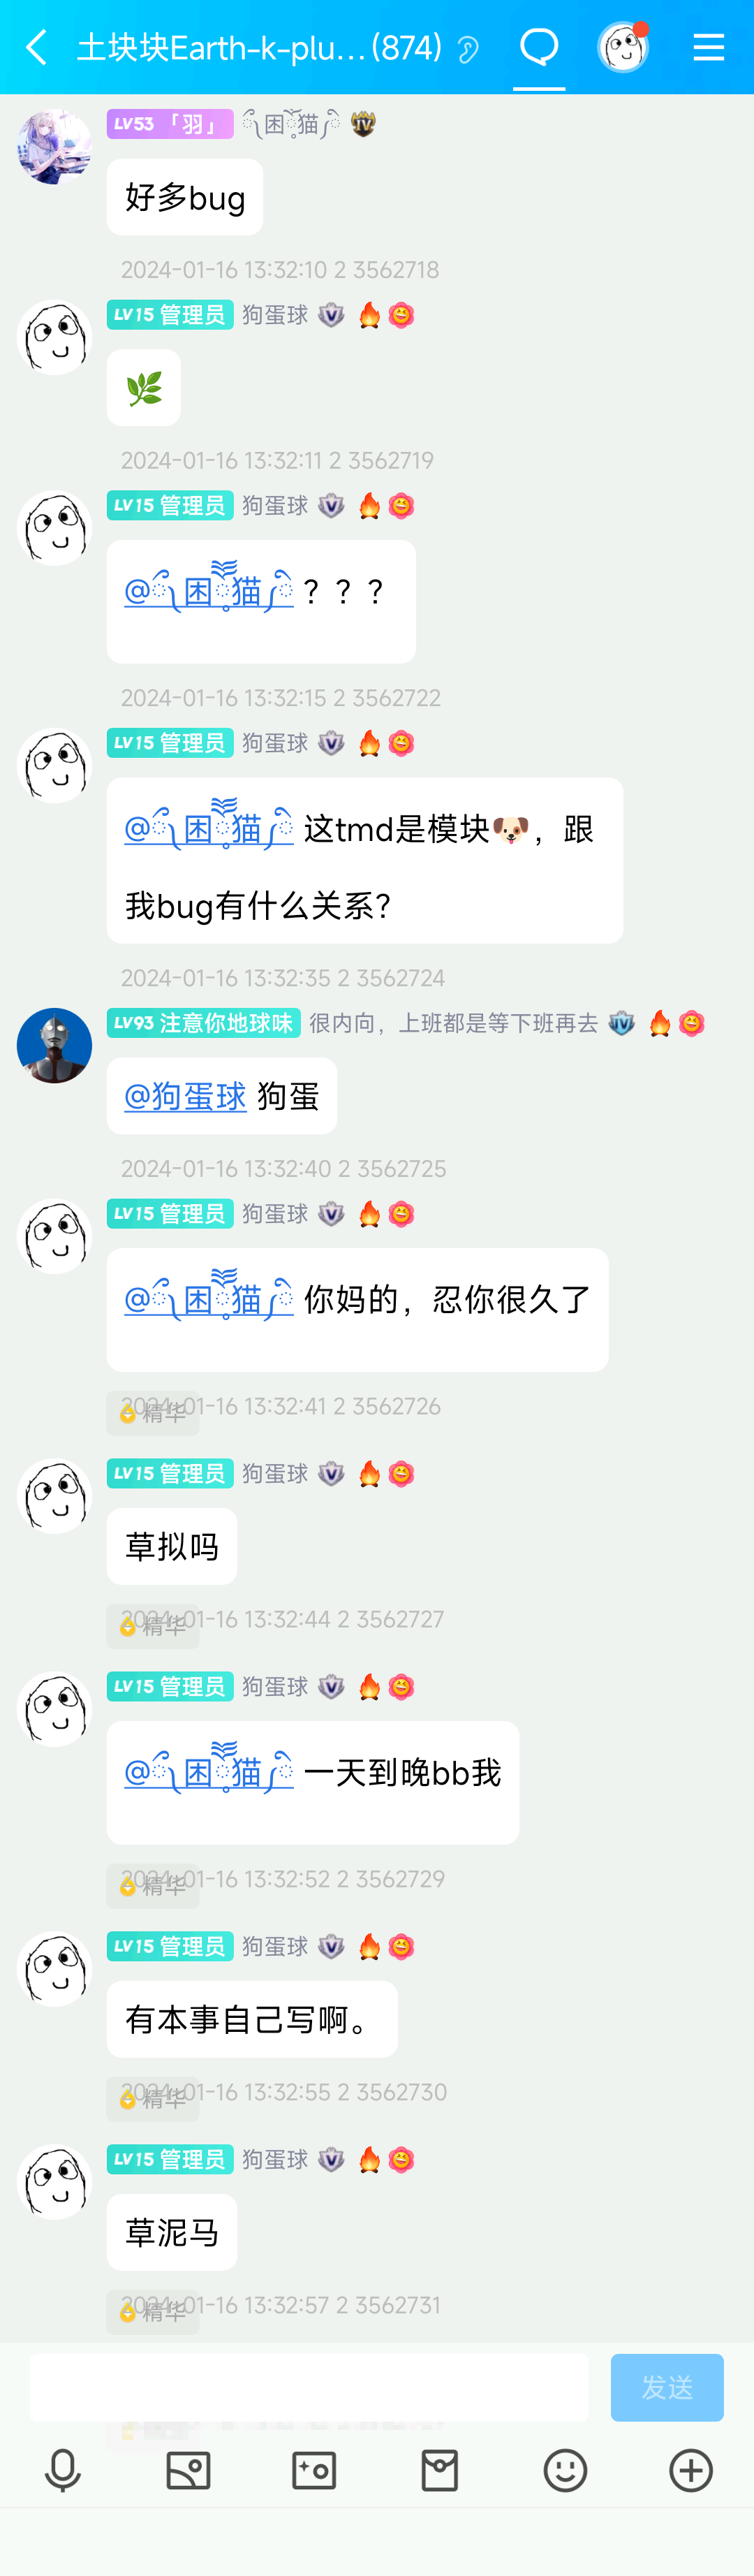 土块块Earth-k-plu...(874)
LV53 「羽」 困猫
好多bug
2024-01-16 13:32:10 2 3562718
LV15 管理员 狗蛋球
2024-01-16 13:32:11 2 3562719
LV15 管理员 狗蛋球
@困猫 ？？？
2024-01-16 13:32:15 2 3562722
LV15 管理员 狗蛋球
@困猫 这tmd是模块🐶，跟
我bug有什么关系？
2024-01-16 13:32:35 2 3562724
LV93 注意你地球味 很内向，上班都是等下班再去
@狗蛋球 狗蛋
2024-01-16 13:32:40 2 3562725
LV15 管理员 狗蛋球
@困猫 你妈的，忍你很久了
2024-01-16 13:32:41 2 3562726
精华
LV15 管理员 狗蛋球
草拟吗
2024-01-16 13:32:44 2 3562727
精华
LV15 管理员 狗蛋球
@困猫 一天到晚bb我
2024-01-16 13:32:52 2 3562729
精华
LV15 管理员 狗蛋球
有本事自己写啊。
2024-01-16 13:32:55 2 3562730
精华
LV15 管理员 狗蛋球
草泥马
2024-01-16 13:32:57 2 3562731
精华
发送